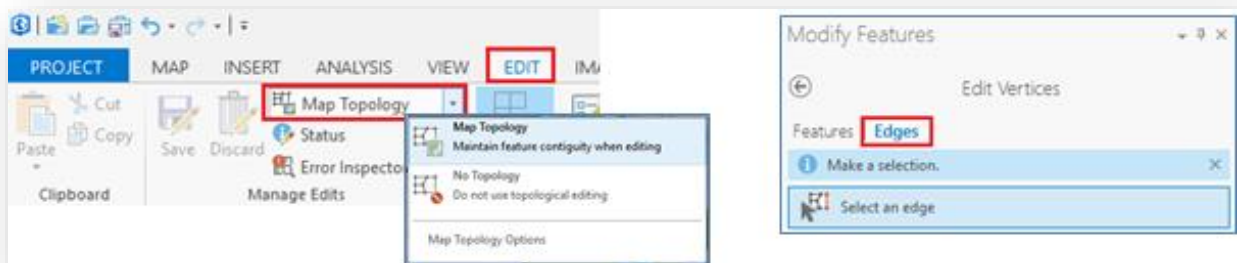 PROJECT MAP INSERT ANALYSIS VIEW EDIT IMA
Paste
Cut
Copy
Clipboard
Save Discard
Map Topology
Status
Error Inspector
Manage Edits
Map Topology
Maintain feature contiguity when editing
No Topology
Do not use topological editing
Map Topology Options
Modify Features
Edit Vertices
Features Edges
Make a selection.
Select an edge